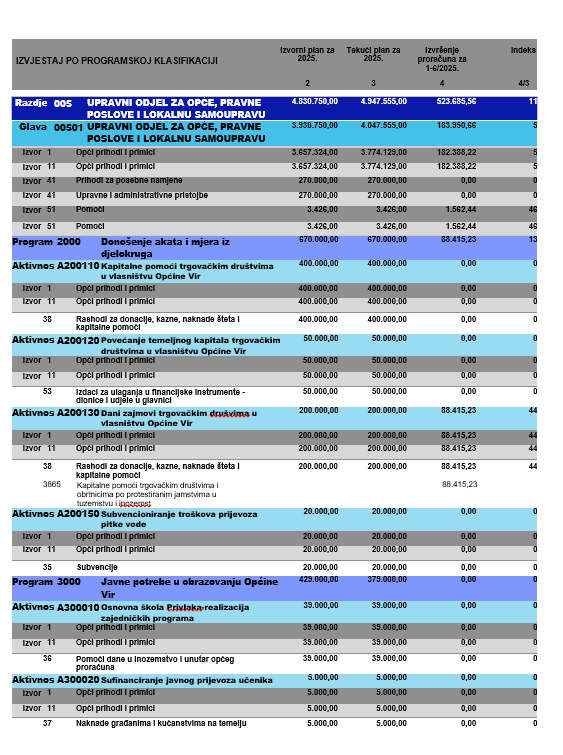 IZVJEŠTAJ PO PROGRAMSKOJ KLASIFIKACIJI Izvorni plan za 2025. Tekući plan za 2025. Izvršenje proračuna za 1-6/2025. Indeks
2 3 4 4/3
Razdje 005 UPRAVNI ODJEL ZA OPĆE, PRAVNE 4.830.750,00 4.947.555,00 523.685,56 11
POSLOVE I LOKALNU SAMOUPRAVU
Glava 00501 UPRAVNI ODJEL ZA OPĆE, PRAVNE 3.930.750,00 4.047.555,00 183.950,66 5
POSLOVE I LOKALNU SAMOUPRAVU
Izvor 1 Opći prihodi i primici 3.657.324,00 3.774.129,00 182.388,22 5
Izvor 11 Opći prihodi i primici 3.657.324,00 3.774.129,00 182.388,22 5
Izvor 41 Prihodi za posebne namjene 270.000,00 270.000,00 0,00 0
Izvor 41 Upravne i administrativne pristojbe 270.000,00 270.000,00 0,00 0
Izvor 51 Pomoći 3.426,00 3.426,00 1.562,44 46
Izvor 51 Pomoći 3.426,00 3.426,00 1.562,44 46
Program 2000 Donošenje akata i mjera iz 670.000,00 670.000,00 88.415,23 13
djelokruga
Aktivnos A200110 Kapitalne pomoći trgovačkim društvima 400.000,00 400.000,00 0,00 0
u vlasništvu Općine Vir
Izvor 1 Opći prihodi i primici 400.000,00 400.000,00 0,00 0
Izvor 11 Opći prihodi i primici 400.000,00 400.000,00 0,00 0
38 Rashodi za donacije, kazne, naknade šteta i 400.000,00 400.000,00 0,00 0
kapitalne pomoći
Aktivnos A200120 Povećanje temeljnog kapitala trgovačkim 50.000,00 50.000,00 0,00 0
društvima u vlasništvu Općine Vir
Izvor 1 Opći prihodi i primici 50.000,00 50.000,00 0,00 0
Izvor 11 Opći prihodi i primici 50.000,00 50.000,00 0,00 0
53 Izdaci za ulaganja u financijske instrumente - 50.000,00 50.000,00 0,00 0
dionice i udjele u glavnici
Aktivnos A200130 Dani zajmovi trgovačkim drušvima u 200.000,00 200.000,00 88.415,23 44
vlasništvu Općine Vir
Izvor 1 Opći prihodi i primici 200.000,00 200.000,00 88.415,23 44
Izvor 11 Opći prihodi i primici 200.000,00 200.000,00 88.415,23 44
38 Rashodi za donacije, kazne, naknade šteta i 200.000,00 200.000,00 88.415,23 44
kapitalne pomoći
3865 Kapitalne pomoći trgovačkim društvima i 88.415,23
obrtnicima po protestiranim jamstvima u
tuzemstvu i
Aktivnos A200150 Subvencioniranje troškova prijevoza 20.000,00 20.000,00 0,00 0
pitke vode
Izvor 1 Opći prihodi i primici 20.000,00 20.000,00 0,00 0
Izvor 11 Opći prihodi i primici 20.000,00 20.000,00 0,00 0
35 Subvencije 20.000,00 20.000,00 0,00 0
Program 3000 Javne potrebe u obrazovanju Općine 429.000,00 379.000,00 0,00 0
Vir
Aktivnos A300010 Osnovna škola Privlaka-realizacija 39.000,00 39.000,00 0,00 0
zajedničkih programa
Izvor 1 Opći prihodi i primici 39.000,00 39.000,00 0,00 0
Izvor 11 Opći prihodi i primici 39.000,00 39.000,00 0,00 0
36 Pomoći dane u inozemstvo i unutar općeg 39.000,00 39.000,00 0,00 0
proračuna
Aktivnos A300020 Sufinanciranje javnog prijevoza učenika 5.000,00 5.000,00 0,00 0
Izvor 1 Opći prihodi i primici 5.000,00 5.000,00 0,00 0
Izvor 11 Opći prihodi i primici 5.000,00 5.000,00 0,00 0
37 Naknade građanima i kućanstvima na temelju 5.000,00 5.000,00 0,00 0